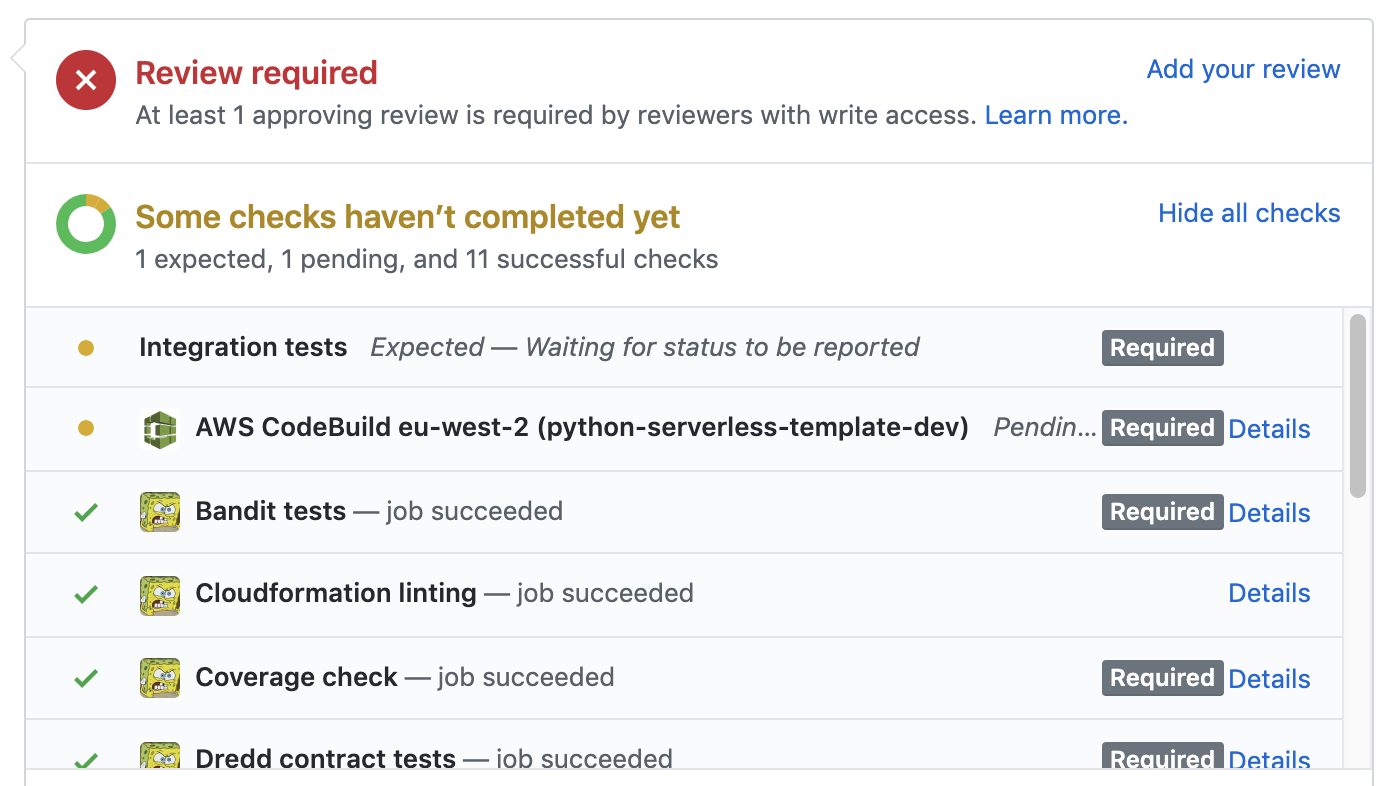 Review required
Add your review
At least 1 approving review is required by reviewers with write access. Learn more.
Some checks haven’t completed yet
Hide all checks
1 expected, 1 pending, and 11 successful checks
Integration tests Expected — Waiting for status to be reported Required
AWS CodeBuild eu-west-2 (python-serverless-template-dev) Pendin... Required Details
Bandit tests — job succeeded Required Details
Cloudformation linting — job succeeded Details
Coverage check — job succeeded Required Details
Dredd contract tests — job succeeded Required Details